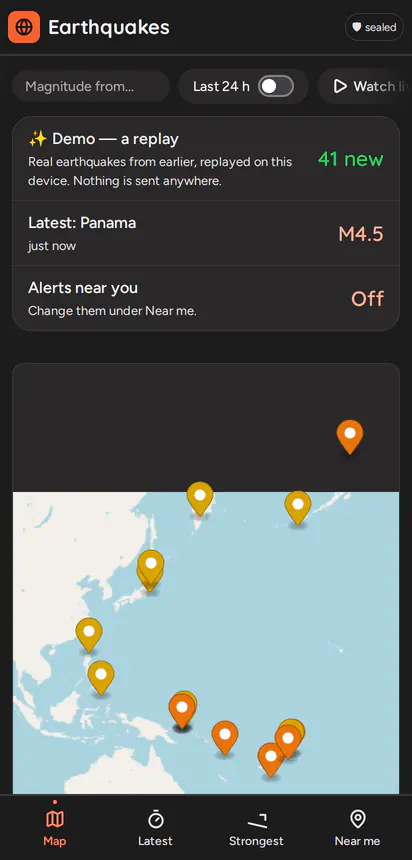 Earthquakes
sealed
Magnitude from...
Last 24 h
Watch li
✨ Demo — a replay
Real earthquakes from earlier, replayed on this
device. Nothing is sent anywhere.
41 new
Latest: Panama
just now
M4.5
Alerts near you
Change them under Near me.
Off
Map
Latest
Strongest
Near me